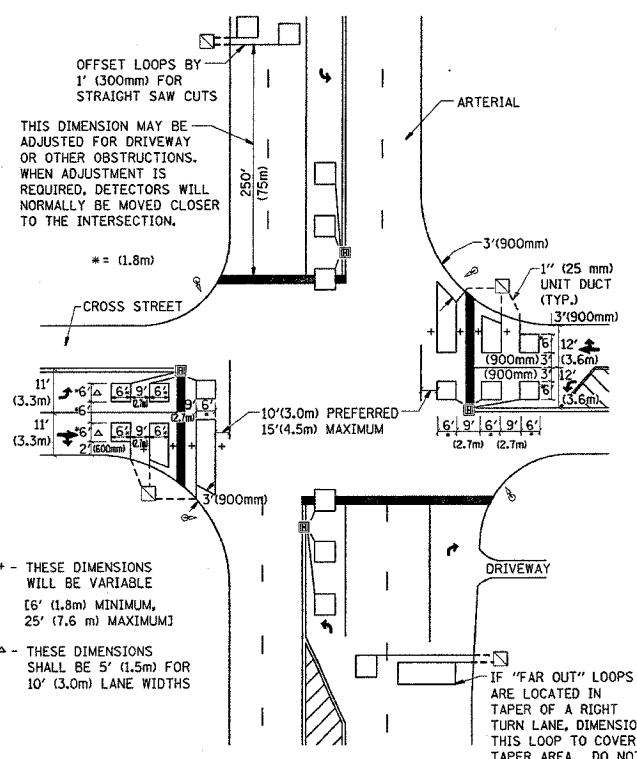 OFFSET LOOPS BY
1' (300mm) FOR
STRAIGHT SAW CUTS
ARTERIAL
THIS DIMENSION MAY BE
ADJUSTED FOR DRIVEWAY
OR OTHER OBSTRUCTIONS.
WHEN ADJUSTMENT IS
REQUIRED, DETECTORS WILL
NORMALLY BE MOVED CLOSER
TO THE INTERSECTION.
250'
(75m)
* = (1.8m)
3'(900mm)
1" (25 mm)
UNIT DUCT
(TYP.)
CROSS STREET
3'(900mm)
*6'
12'
(3.6m)
(900mm) 3'
(900mm) 3'
12'
*6'
(3.6m)
11'
(3.3m)
*6'
6' 9' 6'
(2.7m)
9'
(2.7m)
6'
*6'
11'
(3.3m)
*6'
6' 9' 6'
(2.7m)
2' (600mm)
10'(3.0m) PREFERRED
15'(4.5m) MAXIMUM
6' 9' 6' 9' 6'
(2.7m) (2.7m)
3'(900mm)
H
H
H
H
+ - THESE DIMENSIONS
WILL BE VARIABLE
[6' (1.8m) MINIMUM,
25' (7.6 m) MAXIMUM]
DRIVEWAY
△ - THESE DIMENSIONS
SHALL BE 5' (1.5m) FOR
10' (3.0m) LANE WIDTHS
IF "FAR OUT" LOOPS
ARE LOCATED IN
TAPER OF A RIGHT
TURN LANE, DIMENSIO
THIS LOOP TO COVER
TAPER AREA. DO NOT